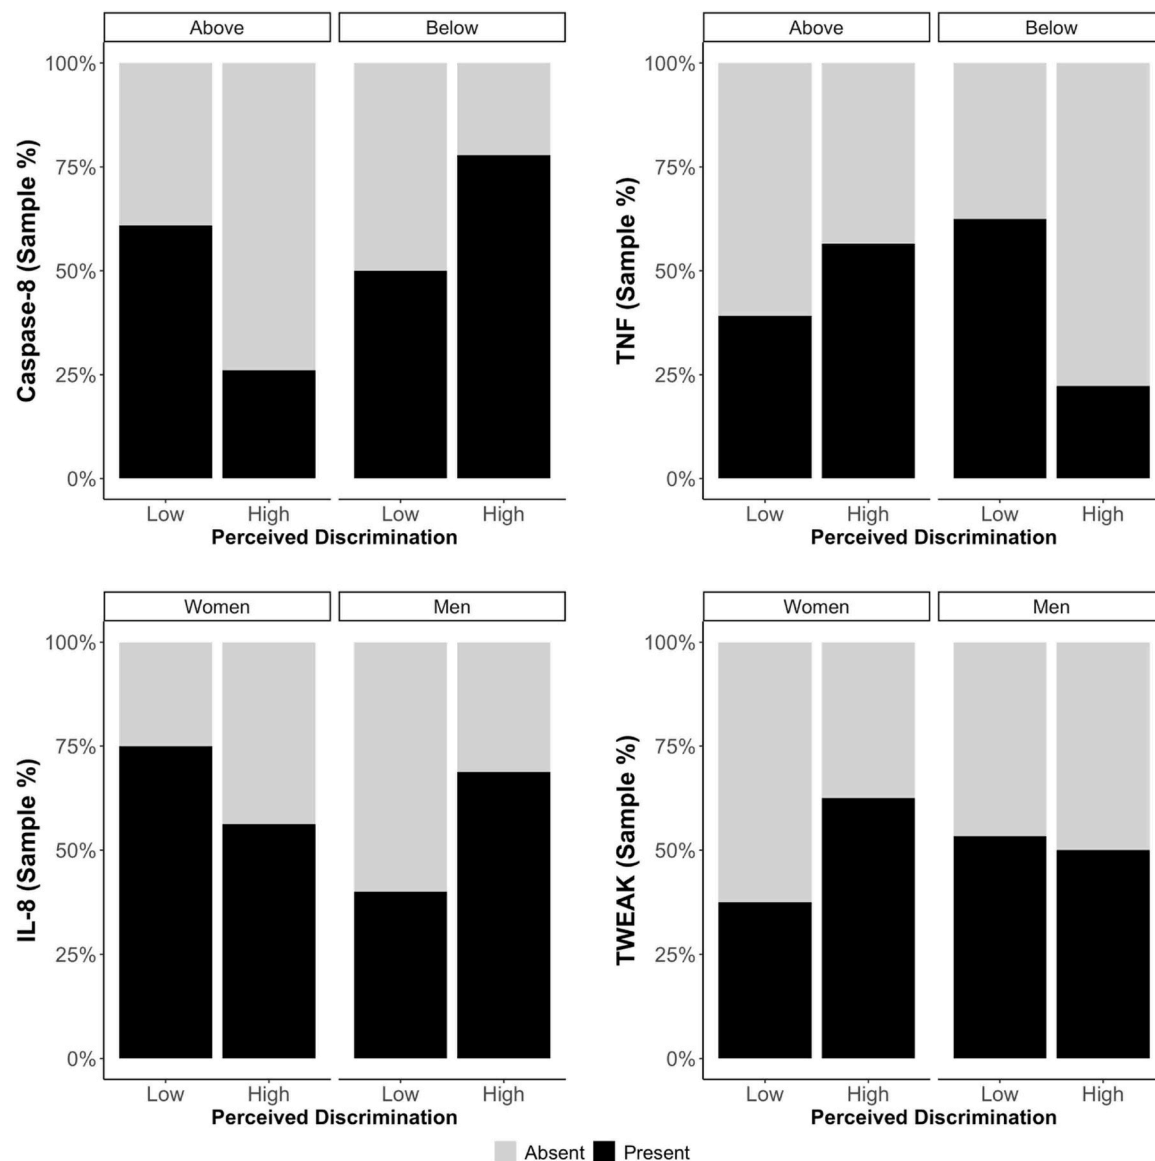 Above Below
Caspase-8 (Sample %)
100%
75%
50%
25%
0%
Low High Low High
Perceived Discrimination
Above Below
TNF (Sample %)
100%
75%
50%
25%
0%
Low High Low High
Perceived Discrimination
Women Men
IL-8 (Sample %)
100%
75%
50%
25%
0%
Low High Low High
Perceived Discrimination
Women Men
TWEAK (Sample %)
100%
75%
50%
25%
0%
Low High Low High
Perceived Discrimination
Absent Present